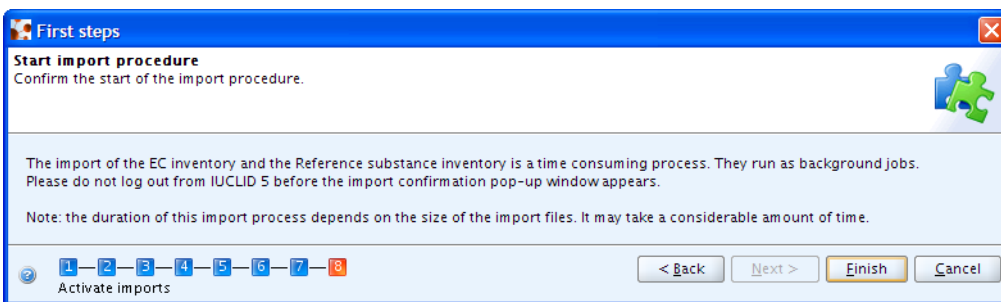 First steps
Start import procedure
Confirm the start of the import procedure.
The import of the EC inventory and the Reference substance inventory is a time consuming process. They run as background jobs.
Please do not log out from IUCLID 5 before the import confirmation pop-up window appears.
Note: the duration of this import process depends on the size of the import files. It may take a considerable amount of time.
? 1 2 3 4 5 6 7 8 < Back Next > Finish Cancel
Activate imports